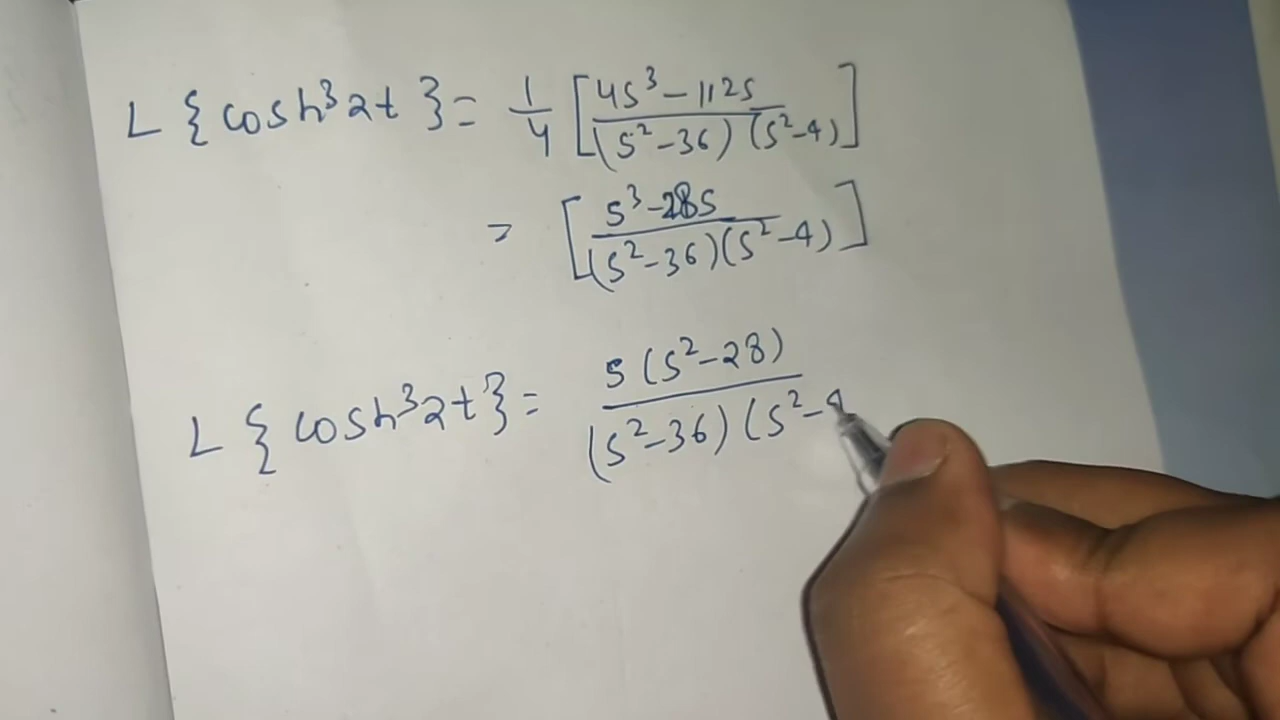 L {cosh³2t} = 1/4 [4s³-112s/(s²-36)(s²-4)]
= [s³-28s/(s²-36)(s²-4)]
L {cosh³2t} = s(s²-28)/(s²-36)(s²-4